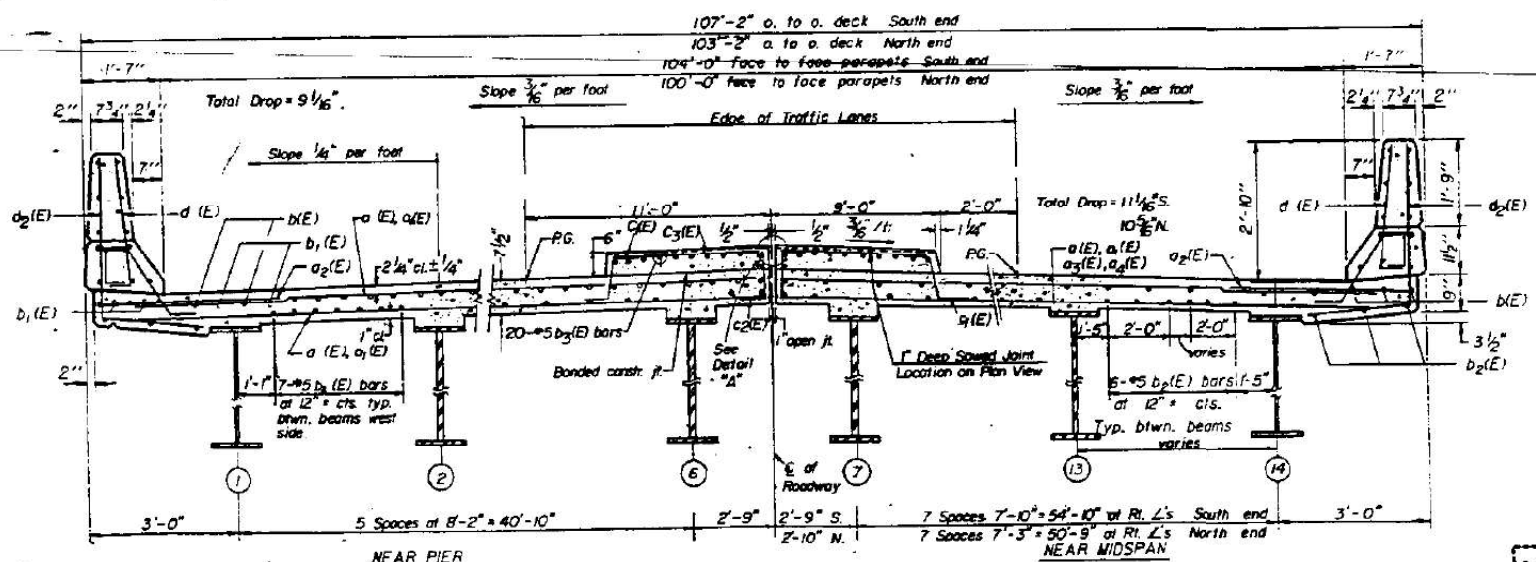 107'-2" o. to o. deck South end
103'-2" o. to o. deck North end
104'-0" face to face parapets South end
100'-0" face to face parapets North end
1'-7"
1'-7"
2" 7 3/4" 2 1/4"
Total Drop = 9 1/16".
Slope 3/16" per foot
Slope 3/16" per foot
2 1/4" 7 3/4" 2"
Edge of Traffic Lanes
7"
Slope 1/4" per foot
7"
2'-10"
1'-9"
11 1/2"
9"
3 1/2"
d2(E)
d (E)
b(E)
a (E), a1(E)
b1(E)
a2(E)
2 1/4" cl. ± 1/4"
7 1/2"
P.G.
6"
11'-0"
C(E)
C3(E)
1/2"
1/2"
9'-0"
3/16"/ft.
1 1/4"
2'-0"
P.G.
Total Drop = 11 1/16" S.
10 5/16" N.
a(E), a1(E)
a3(E), a4(E)
a2(E)
d (E)
d2(E)
b1(E)
b(E)
b2(E)
1" cl.
a (E), a1(E)
2"
1'-1"
7-#5 b3 (E) bars
at 12" ± cts. typ.
btwn. beams west
side
20-#5 b3(E) bars
Bonded constr. jt.
c2(E)
See
Detail
"A"
1" open jt.
1" Deep Sawed Joint
Location on Plan View
1'-5"
2'-0"
2'-0"
varies
6-#5 b2(E) bars
1'-5"
at 12" ± cts.
Typ. btwn. beams
varies
1
2
6
7
13
14
℄ of
Roadway
3'-0"
5 Spaces at 8'-2" = 40'-10"
2'-9"
2'-9" S.
2'-10" N.
7 Spaces 7'-10" = 54'-10" at Rt. ∠'s South end
7 Spaces 7'-3" = 50'-9" at Rt. ∠'s North end
3'-0"
NEAR PIER
NEAR MIDSPAN